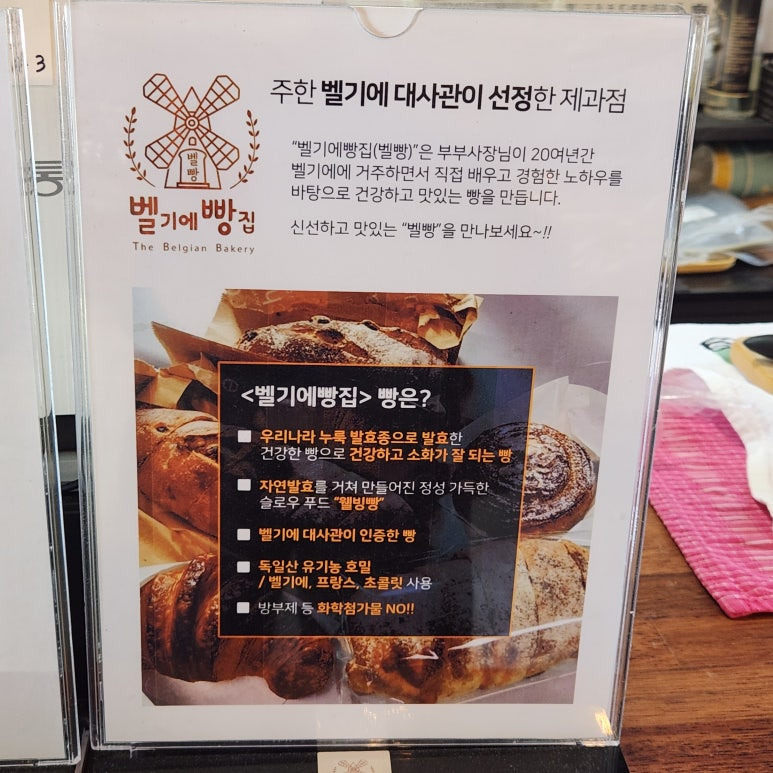 3
통
벨
빵
벨기에빵집
The Belgian Bakery
주한 벨기에 대사관이 선정한 제과점
"벨기에빵집(벨빵)"은 부부사장님이 20여년간
벨기에에 거주하면서 직접 배우고 경험한 노하우를
바탕으로 건강하고 맛있는 빵을 만듭니다.
신선하고 맛있는 "벨빵"을 만나보세요~!!
<벨기에빵집> 빵은?
우리나라 누룩 발효종으로 발효한
건강한 빵으로 건강하고 소화가 잘 되는 빵
자연발효를 거쳐 만들어진 정성 가득한
슬로우 푸드 "웰빙빵"
벨기에 대사관이 인증한 빵
독일산 유기농 호밀
/ 벨기에, 프랑스, 초콜릿 사용
방부제 등 화학첨가물 NO!!